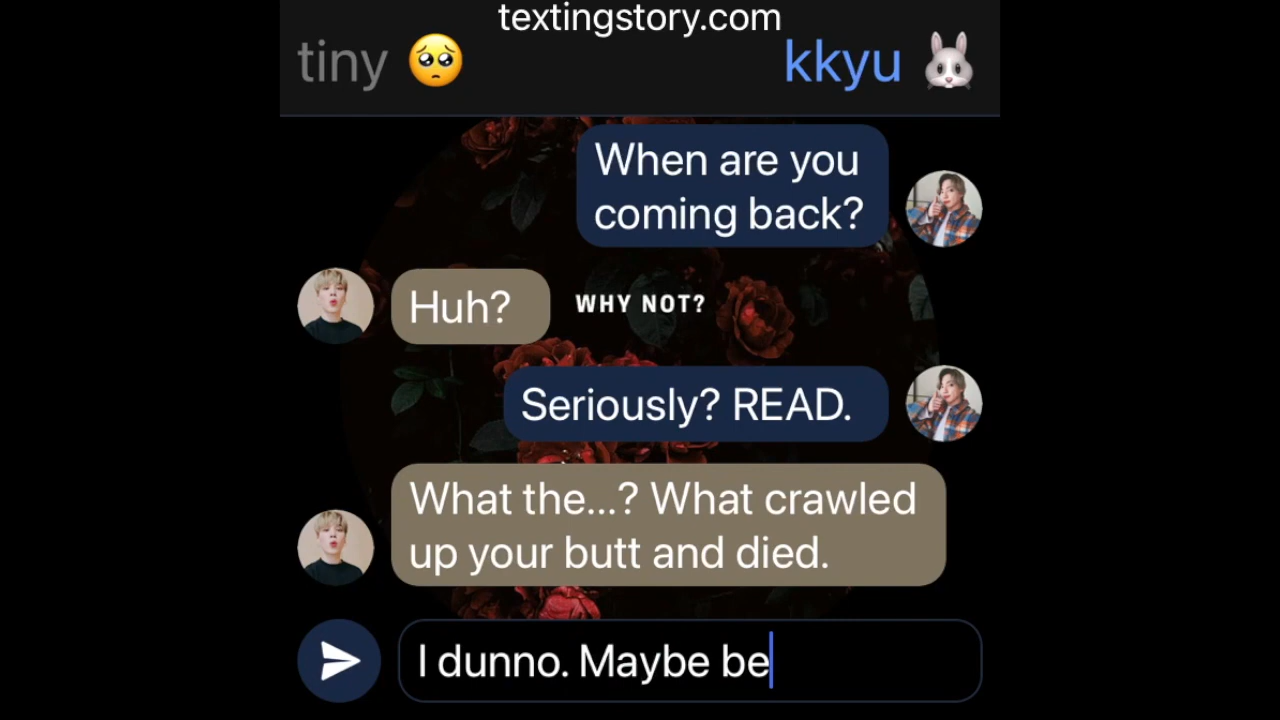 textingstory.com
tiny 🥺
kkyu 🐰
When are you
coming back?
Huh?
WHY NOT?
Seriously? READ.
What the...? What crawled
up your butt and died.
I dunno. Maybe be